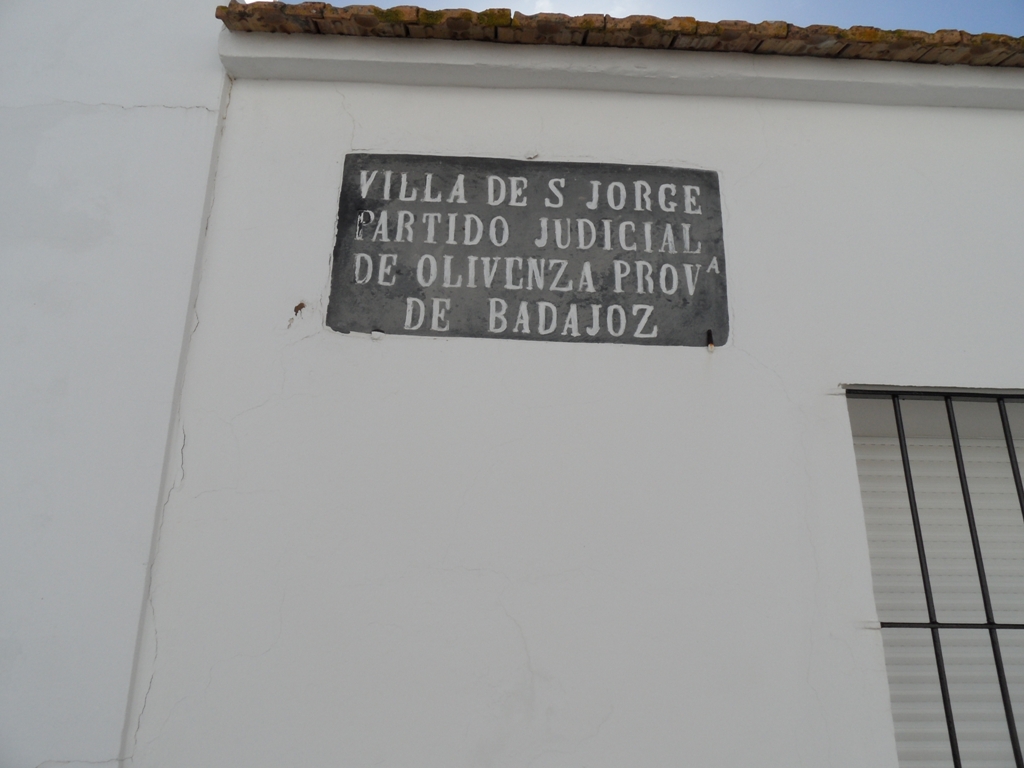 VILLA DE S JORGE
PARTIDO JUDICIAL
DE OLIVENZA PROVA
DE BADAJOZ